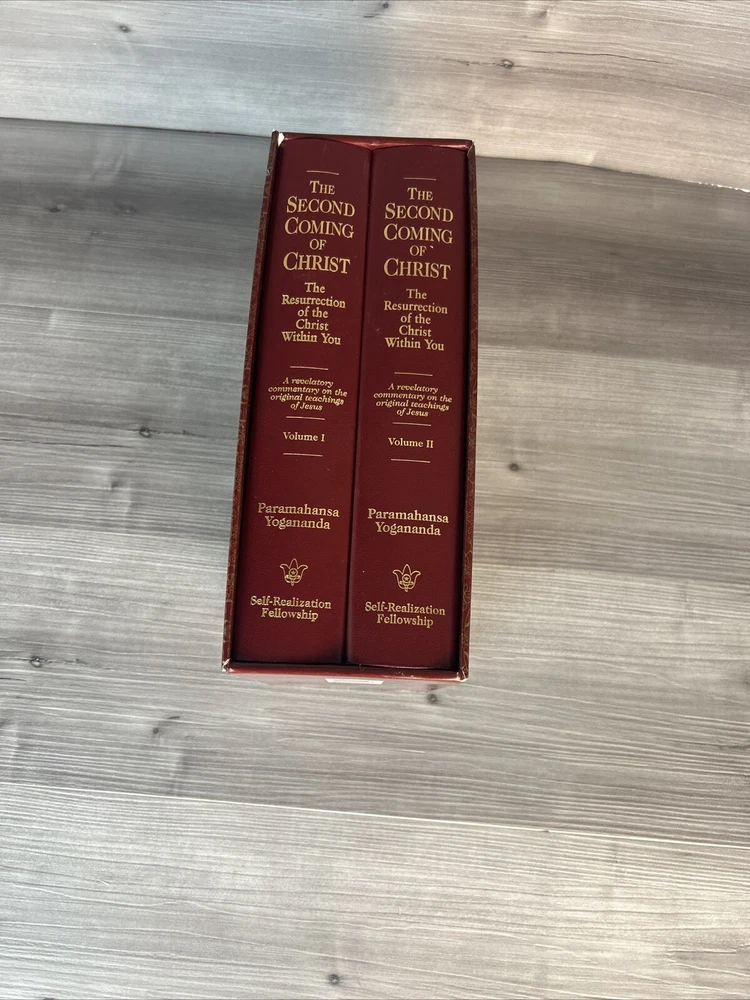 THE
SECOND
COMING
OF
CHRIST
The
Resurrection
of the
Christ
Within You
A revelatory
commentary on the
original teachings
of Jesus
Volume I
Paramahansa
Yogananda
Self-Realization
Fellowship
THE
SECOND
COMING
OF
CHRIST
The
Resurrection
of the
Christ
Within You
A revelatory
commentary on the
original teachings
of Jesus
Volume II
Paramahansa
Yogananda
Self-Realization
Fellowship